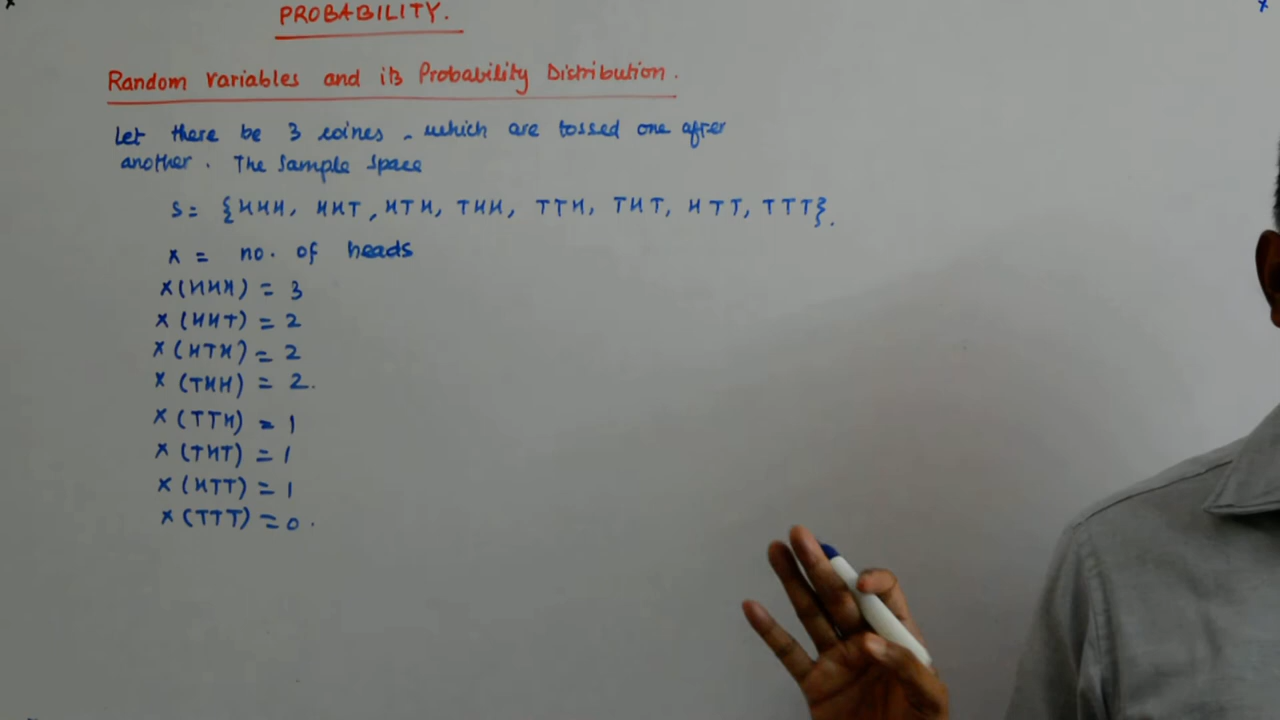 PROBABILITY.
Random variables and its Probability Distribution.
Let there be 3 coines, which are tossed one after
another. The Sample Space
S = {HHH, HHT, HTH, THH, TTH, THT, HTT, TTT}.
X = no. of heads
X(HHH) = 3
X(HHT) = 2
X(HTH) = 2
X(THH) = 2.
X(TTH) = 1
X(THT) = 1
X(HTT) = 1
X(TTT) = 0.